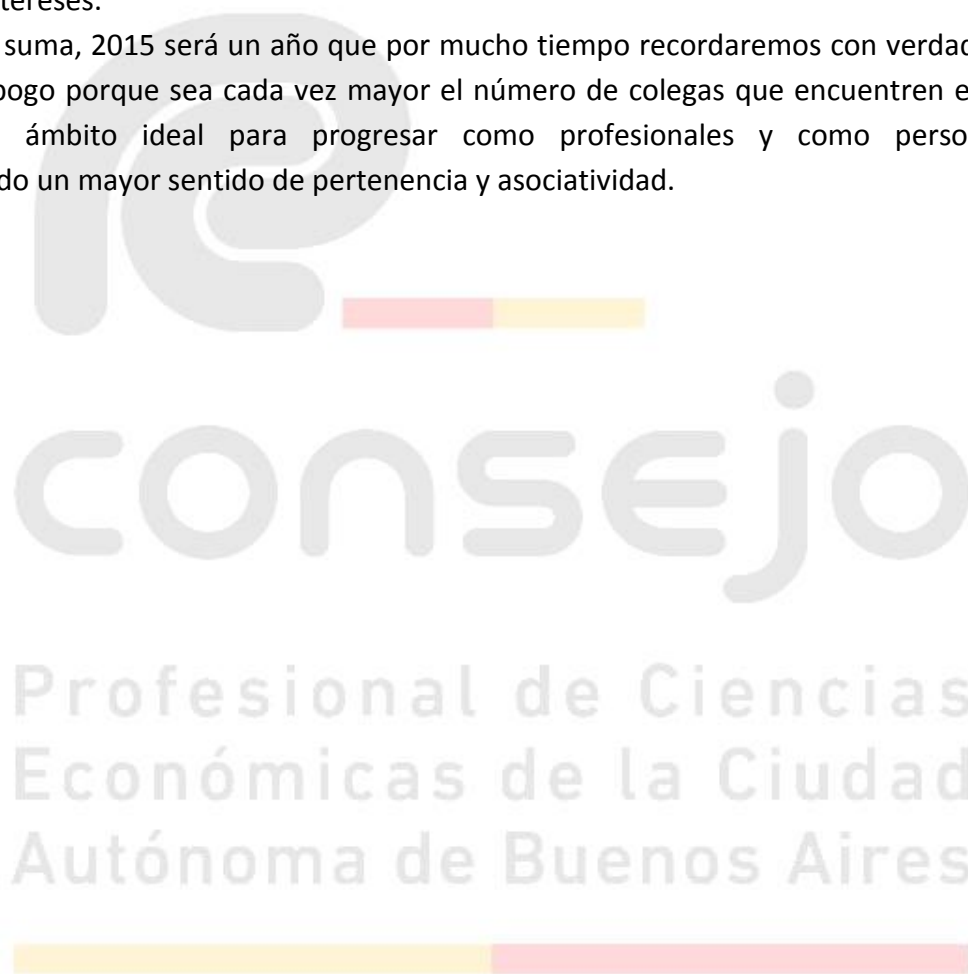 tereses.
suma, 2015 será un año que por mucho tiempo recordaremos con verdad
ogo porque sea cada vez mayor el número de colegas que encuentren e
ámbito ideal para progresar como profesionales y como perso
do un mayor sentido de pertenencia y asociatividad.
consejo
Profesional de Ciencias
Económicas de la Ciudad
Autónoma de Buenos Aires